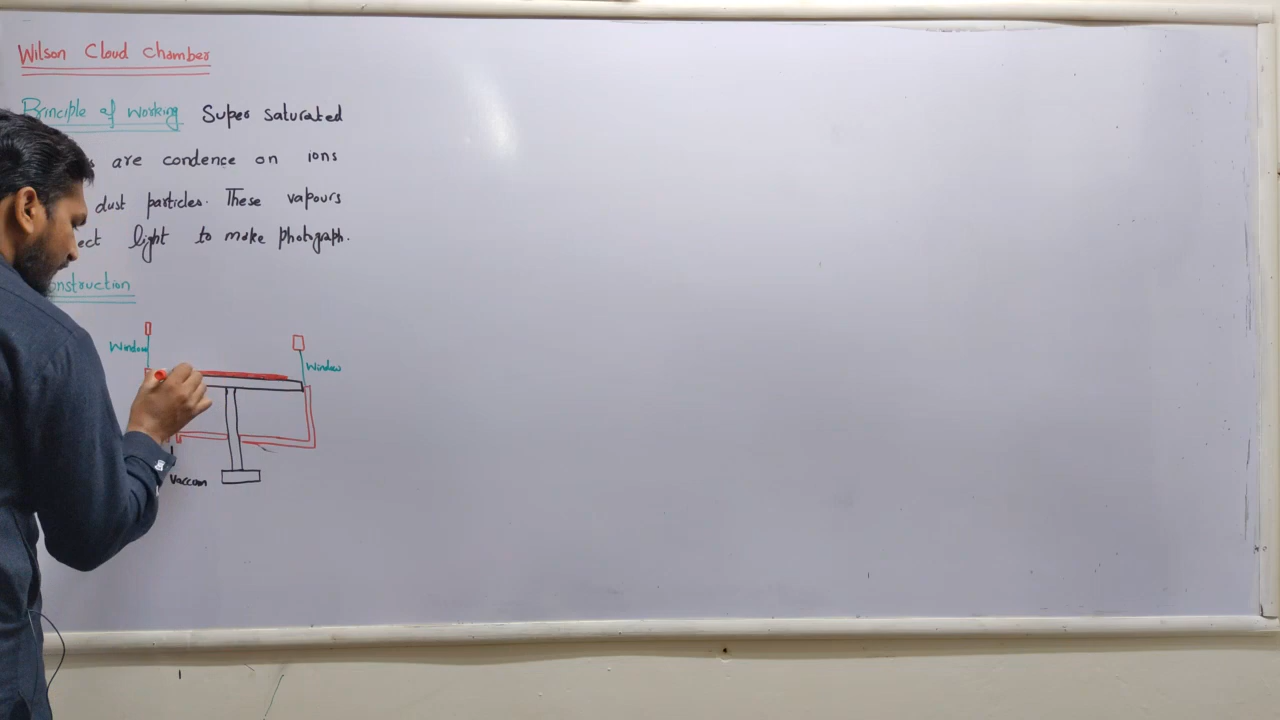 Wilson Cloud Chamber
Principle of working Super saturated
are condence on ions
dust particles. These vapours
light to make photograph.
Construction
Window
Window
Vaccum